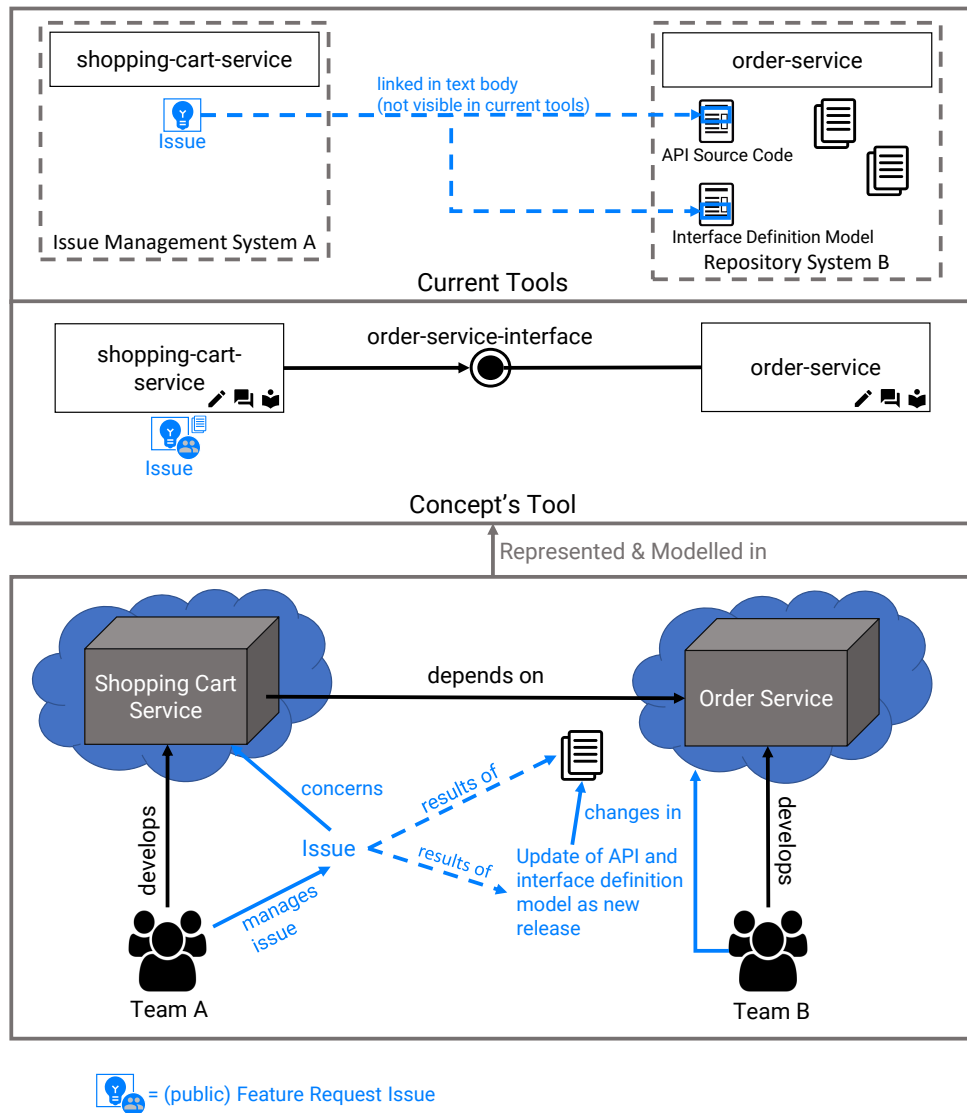 shopping-cart-service
order-service
linked in text body
(not visible in current tools)
Issue
API Source Code
Interface Definition Model
Issue Management System A
Repository System B
Current Tools
shopping-cart-
service
order-service-interface
order-service
Issue
Concept's Tool
Represented & Modelled in
Shopping Cart
Service
depends on
Order Service
concerns
results of
changes in
develops
develops
Issue
results of
Update of API and
interface definition
model as new
release
manages
issue
Team A
Team B
= (public) Feature Request Issue